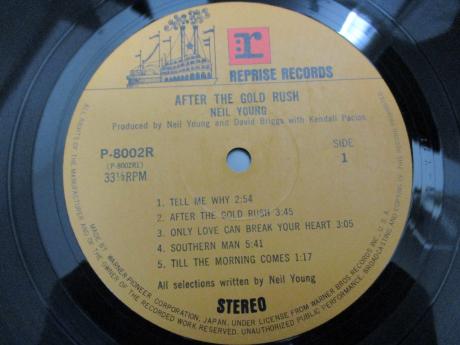 r
REPRISE RECORDS
AFTER THE GOLD RUSH
NEIL YOUNG
Produced by Neil Young and David Briggs with Kendall Pacios
P-8002R
(P-8002R1)
33⅓RPM
SIDE
1
1. TELL ME WHY 2:54
2. AFTER THE GOLD RUSH 3:45
3. ONLY LOVE CAN BREAK YOUR HEART 3:05
4. SOUTHERN MAN 5:41
5. TILL THE MORNING COMES 1:17
All selections written by Neil Young
STEREO
MADE BY WARNER-PIONEER CORPORATION, JAPAN, UNDER LICENSE FROM WARNER BROS RECORDS INC., U.S.A.
ALL RIGHTS OF THE MANUFACTURER AND OF THE OWNER OF THE RECORDED WORK RESERVED. UNAUTHORIZED PUBLIC PERFORMANCE, BROADCASTING AND COPYING OF THIS RECORD PROHIBITED